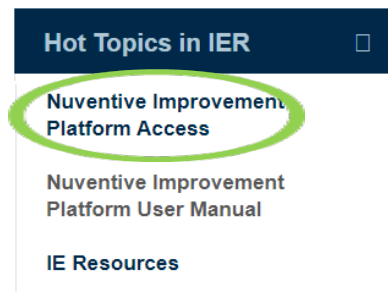 Hot Topics in IER
Nuventive Improvement
Platform Access
Nuventive Improvement
Platform User Manual
IE Resources